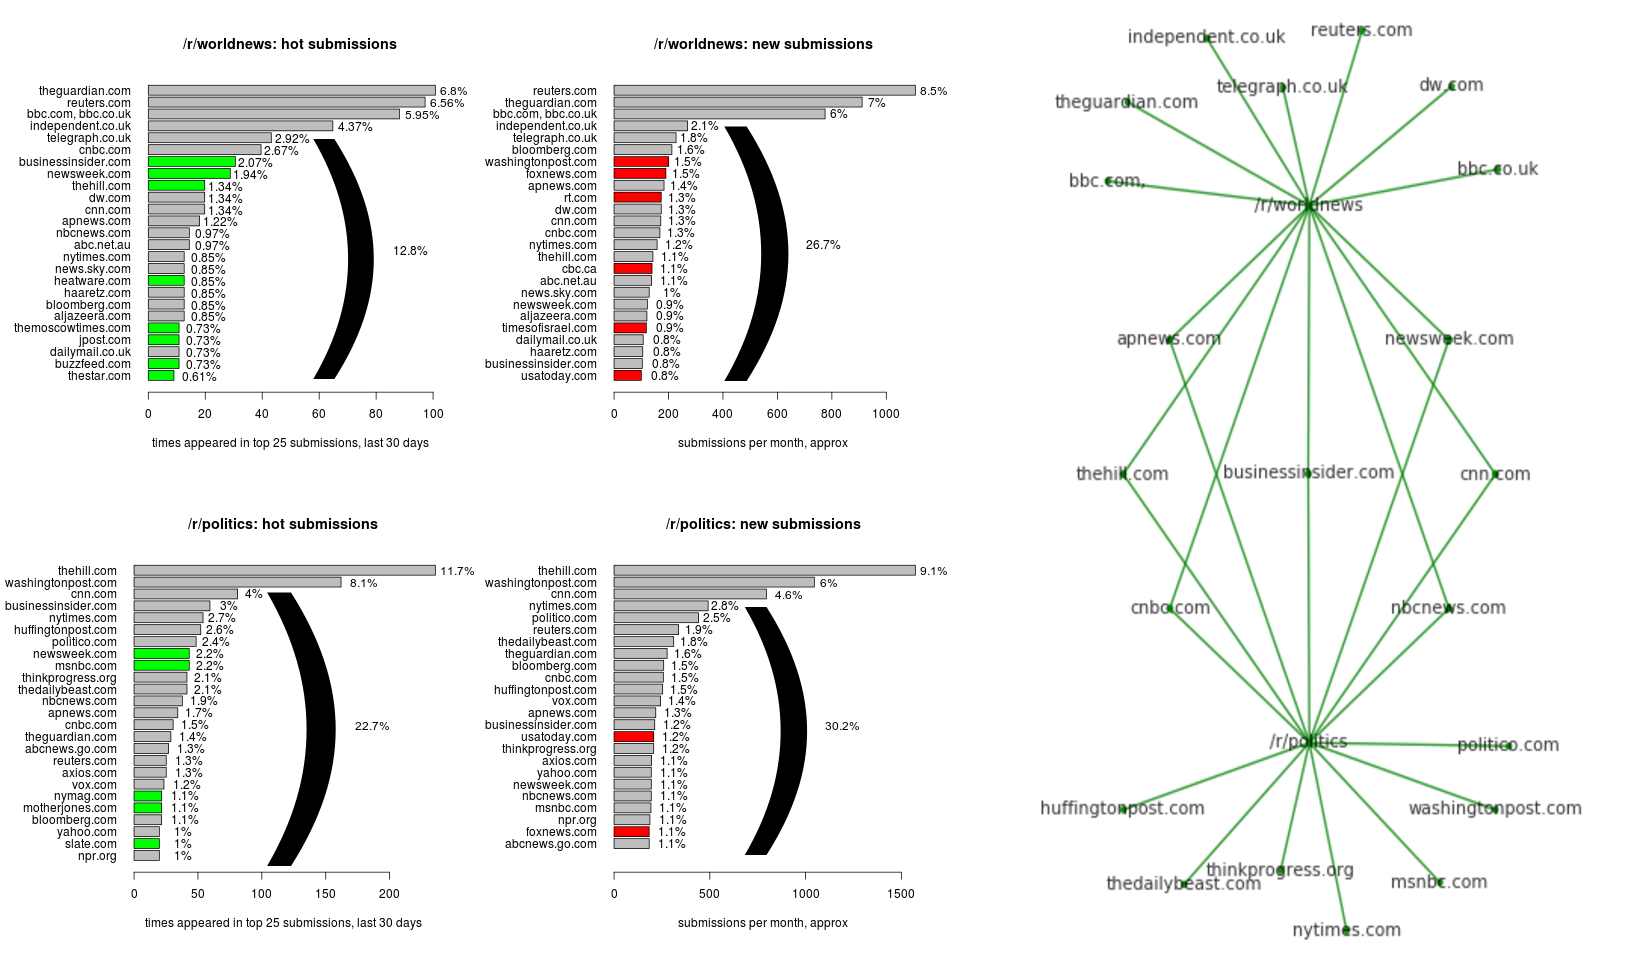 /r/worldnews: hot submissions
theguardian.com 6.8%
reuters.com 6.56%
bbc.com, bbc.co.uk 5.95%
independent.co.uk 4.37%
telegraph.co.uk 2.92%
cnbc.com 2.67%
businessinsider.com 2.07%
newsweek.com 1.94%
thehill.com 1.34%
dw.com 1.34%
cnn.com 1.34%
apnews.com 1.22%
nbcnews.com 0.97%
abc.net.au 0.97%
nytimes.com 0.85%
news.sky.com 0.85%
heatware.com 0.85%
haaretz.com 0.85%
bloomberg.com 0.85%
aljazeera.com 0.85%
themoscowtimes.com 0.73%
jpost.com 0.73%
dailymail.co.uk 0.73%
buzzfeed.com 0.73%
thestar.com 0.61%
12.8%
0 20 40 60 80 100
times appeared in top 25 submissions, last 30 days
/r/worldnews: new submissions
reuters.com 8.5%
theguardian.com 7%
bbc.com, bbc.co.uk 6%
independent.co.uk 2.1%
telegraph.co.uk 1.8%
bloomberg.com 1.6%
washingtonpost.com 1.5%
foxnews.com 1.5%
apnews.com 1.4%
rt.com 1.3%
dw.com 1.3%
cnn.com 1.3%
cnbc.com 1.3%
nytimes.com 1.2%
thehill.com 1.1%
cbc.ca 1.1%
abc.net.au 1.1%
news.sky.com 1%
newsweek.com 0.9%
aljazeera.com 0.9%
timesofisrael.com 0.9%
dailymail.co.uk 0.8%
haaretz.com 0.8%
businessinsider.com 0.8%
usatoday.com 0.8%
26.7%
0 200 400 600 800 1000
submissions per month, approx
/r/politics: hot submissions
thehill.com 11.7%
washingtonpost.com 8.1%
cnn.com 4%
businessinsider.com 3%
nytimes.com 2.7%
huffingtonpost.com 2.6%
politico.com 2.4%
newsweek.com 2.2%
msnbc.com 2.2%
thinkprogress.org 2.1%
thedailybeast.com 2.1%
nbcnews.com 1.9%
apnews.com 1.7%
cnbc.com 1.5%
theguardian.com 1.4%
abcnews.go.com 1.3%
reuters.com 1.3%
axios.com 1.3%
vox.com 1.2%
nymag.com 1.1%
motherjones.com 1.1%
bloomberg.com 1.1%
yahoo.com 1%
slate.com 1%
npr.org 1%
22.7%
0 50 100 150 200
times appeared in top 25 submissions, last 30 days
/r/politics: new submissions
thehill.com 9.1%
washingtonpost.com 6%
cnn.com 4.6%
nytimes.com 2.8%
politico.com 2.5%
reuters.com 1.9%
thedailybeast.com 1.8%
theguardian.com 1.6%
bloomberg.com 1.5%
cnbc.com 1.5%
huffingtonpost.com 1.5%
vox.com 1.4%
apnews.com 1.3%
businessinsider.com 1.2%
usatoday.com 1.2%
thinkprogress.org 1.2%
axios.com 1.1%
yahoo.com 1.1%
newsweek.com 1.1%
nbcnews.com 1.1%
msnbc.com 1.1%
npr.org 1.1%
foxnews.com 1.1%
abcnews.go.com 1.1%
30.2%
0 500 1000 1500
submissions per month, approx
independent.co.uk
reuters.com
telegraph.co.uk
dw.com
theguardian.com
bbc.co.uk
bbc.com,
/r/worldnews
apnews.com
newsweek.com
thehill.com
businessinsider.com
cnn.com
cnbc.com
nbcnews.com
/r/politics
politico.com
huffingtonpost.com
washingtonpost.com
thinkprogress.org
thedailybeast.com
msnbc.com
nytimes.com